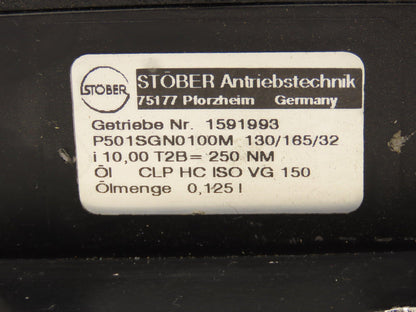 STÖBER
STÖBER Antriebstechnik
75177 Pforzheim Germany
Getriebe Nr. 1591993
P501SGN0100M 130/165/32
i 10,00 T2B= 250 NM
Öl CLP HC ISO VG 150
Ölmenge 0,125 l